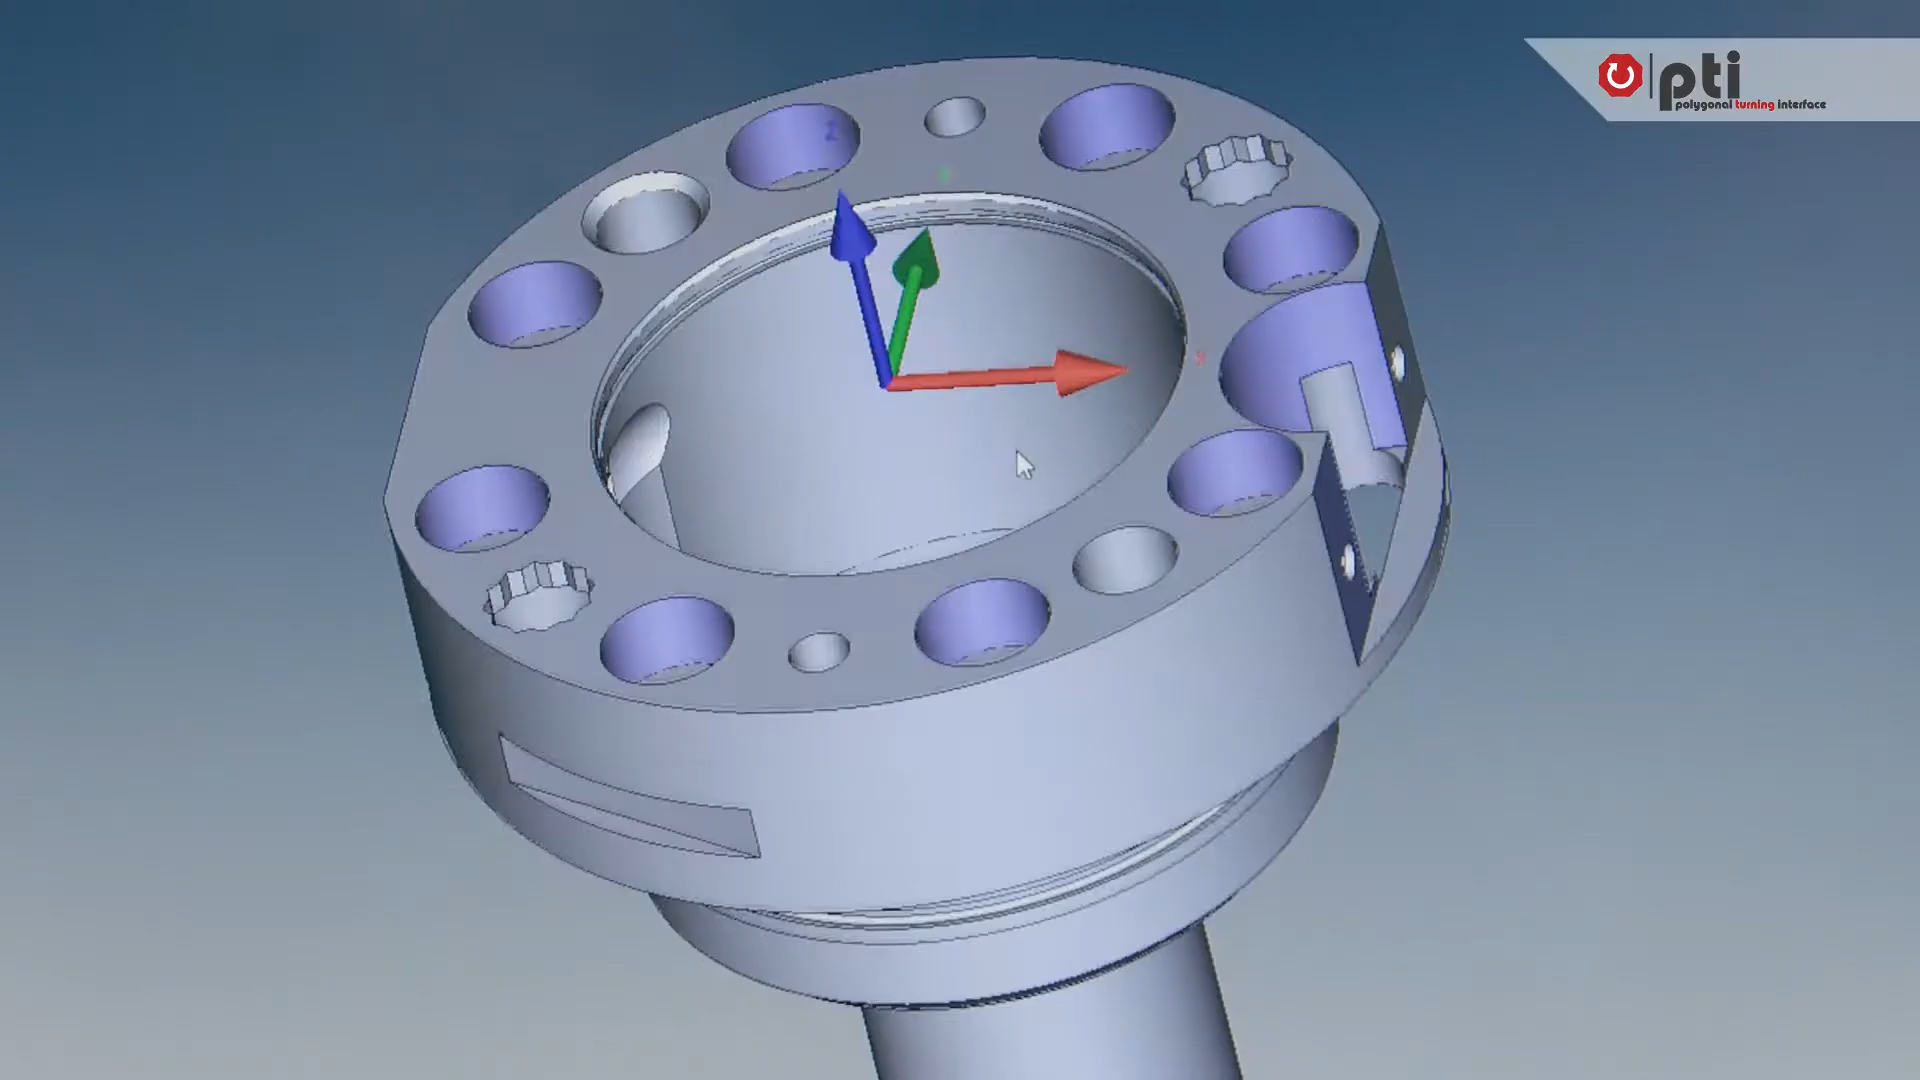 pti
polygonal turning interface
Z